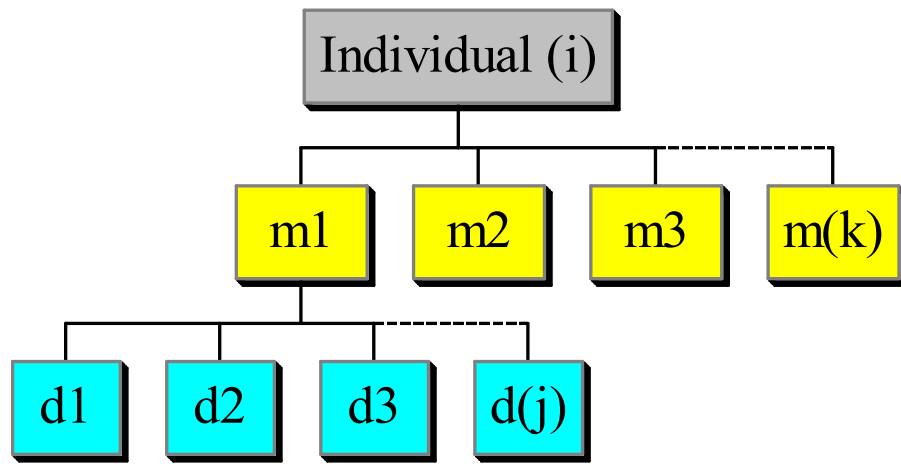 Individual (i)
m1
m2
m3
m(k)
d1
d2
d3
d(j)